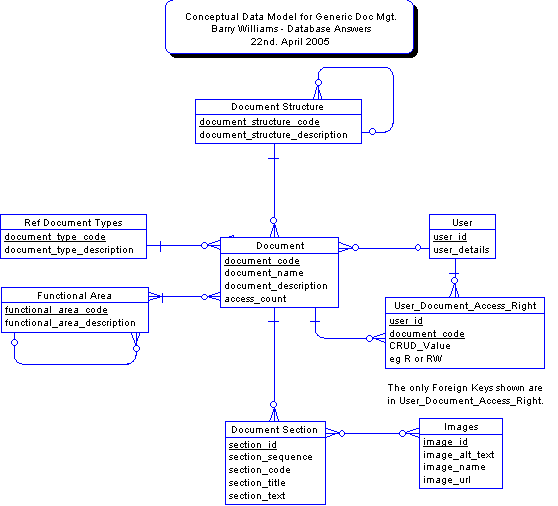 Conceptual Data Model for Generic Doc Mgt.
Barry Williams - Database Answers
22nd. April 2005
Document Structure
document_structure_code
document_structure_description
Ref Document Types
document_type_code
document_type_description
Document
document_code
document_name
document_description
access_count
User
user_id
user_details
Functional Area
functional_area_code
functional_area_description
User_Document_Access_Right
user_id
document_code
CRUD_Value
eg R or RW
The only Foreign Keys shown are
in User_Document_Access_Right.
Document Section
section_id
section_sequence
section_code
section_title
section_text
Images
image_id
image_alt_text
image_name
image_url